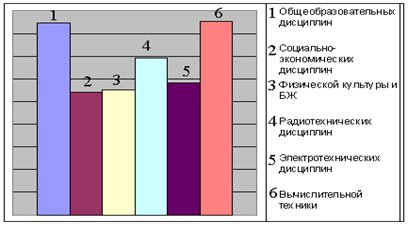 1
2
3
4
5
6
1 Общеобразовательных
дисциплин
2 Социально-
экономических
дисциплин
3 Физической культуры и
БЖ
4 Радиотехнических
дисциплин
5 Электротехнических
дисциплин
6 Вычислительной
техники